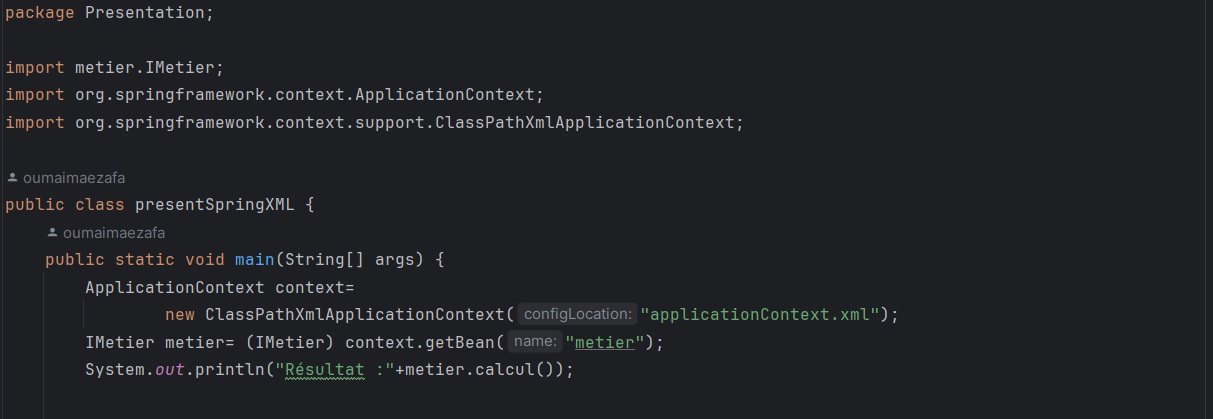 package Presentation;
import metier.IMetier;
import org.springframework.context.ApplicationContext;
import org.springframework.context.support.ClassPathXmlApplicationContext;
oumaimaezafa
public class presentSpringXML {
oumaimaezafa
public static void main(String[] args) {
ApplicationContext context=
new ClassPathXmlApplicationContext( configLocation: "applicationContext.xml");
IMetier metier= (IMetier) context.getBean( name: "metier");
System.out.println("Résultat :"+metier.calcul());